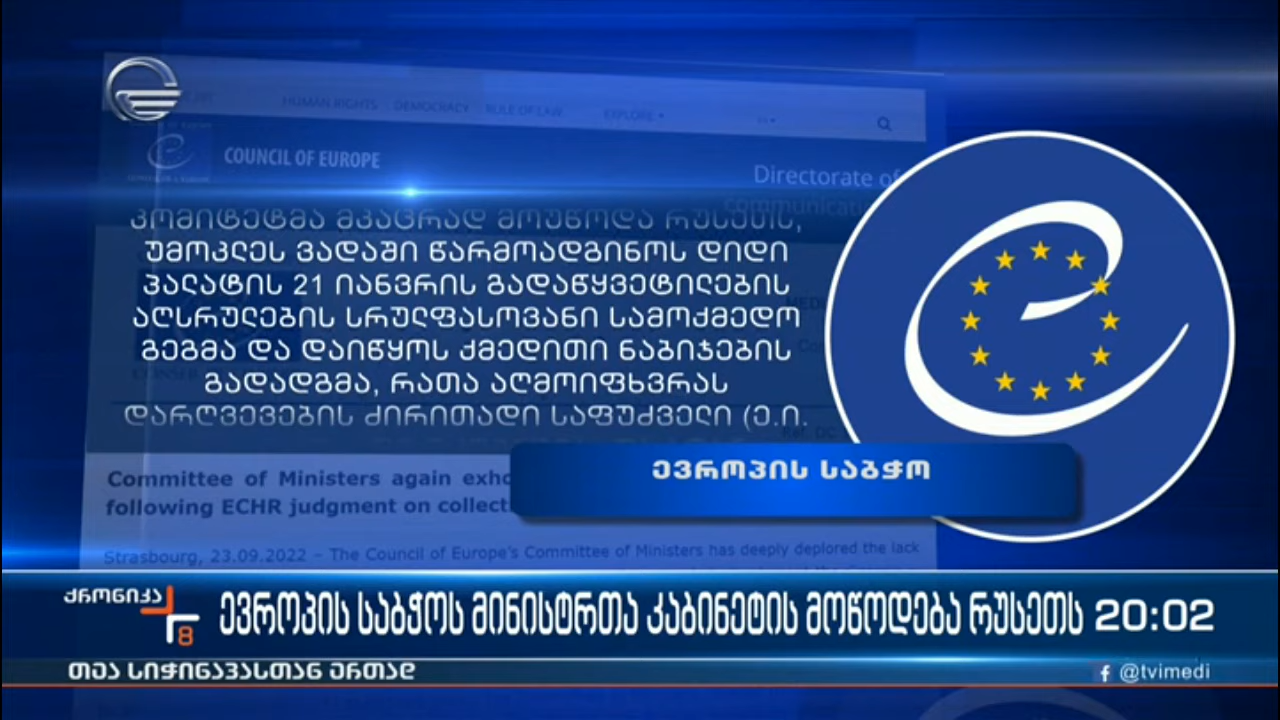 HUMAN RIGHTS DEMOCRACY RULE OF LAW EXPLORE
COUNCIL OF EUROPE
Directorate of
communicatio
კომიტეტმა მკაცრად მოუწოდა რუსეთს,
უმოკლეს ვადაში წარმოადგინოს დიდი
პალატის 21 იანვრის გადაწყვეტილების
აღსრულების სრულფასოვანი სამოქმედო
გეგმა და დაიწყოს ქმედითი ნაბიჯების
გადადგმა, რათა აღმოიფხვრას
დარღვევების ძირითადი საფუძველი (ე.ი.
ევროპის საბჭო
Committee of Ministers again exho
following ECHR judgment on collecti
Strasbourg, 23.09.2022 – The Council of Europe's Committee of Ministers has deeply deplored the lack
ქრონიკა
8
ევროპის საბჭოს მინისტრთა კაბინეტის მოწოდება რუსეთს 20:02
თეა სიჭინავასთან ერთად
@tvimedi